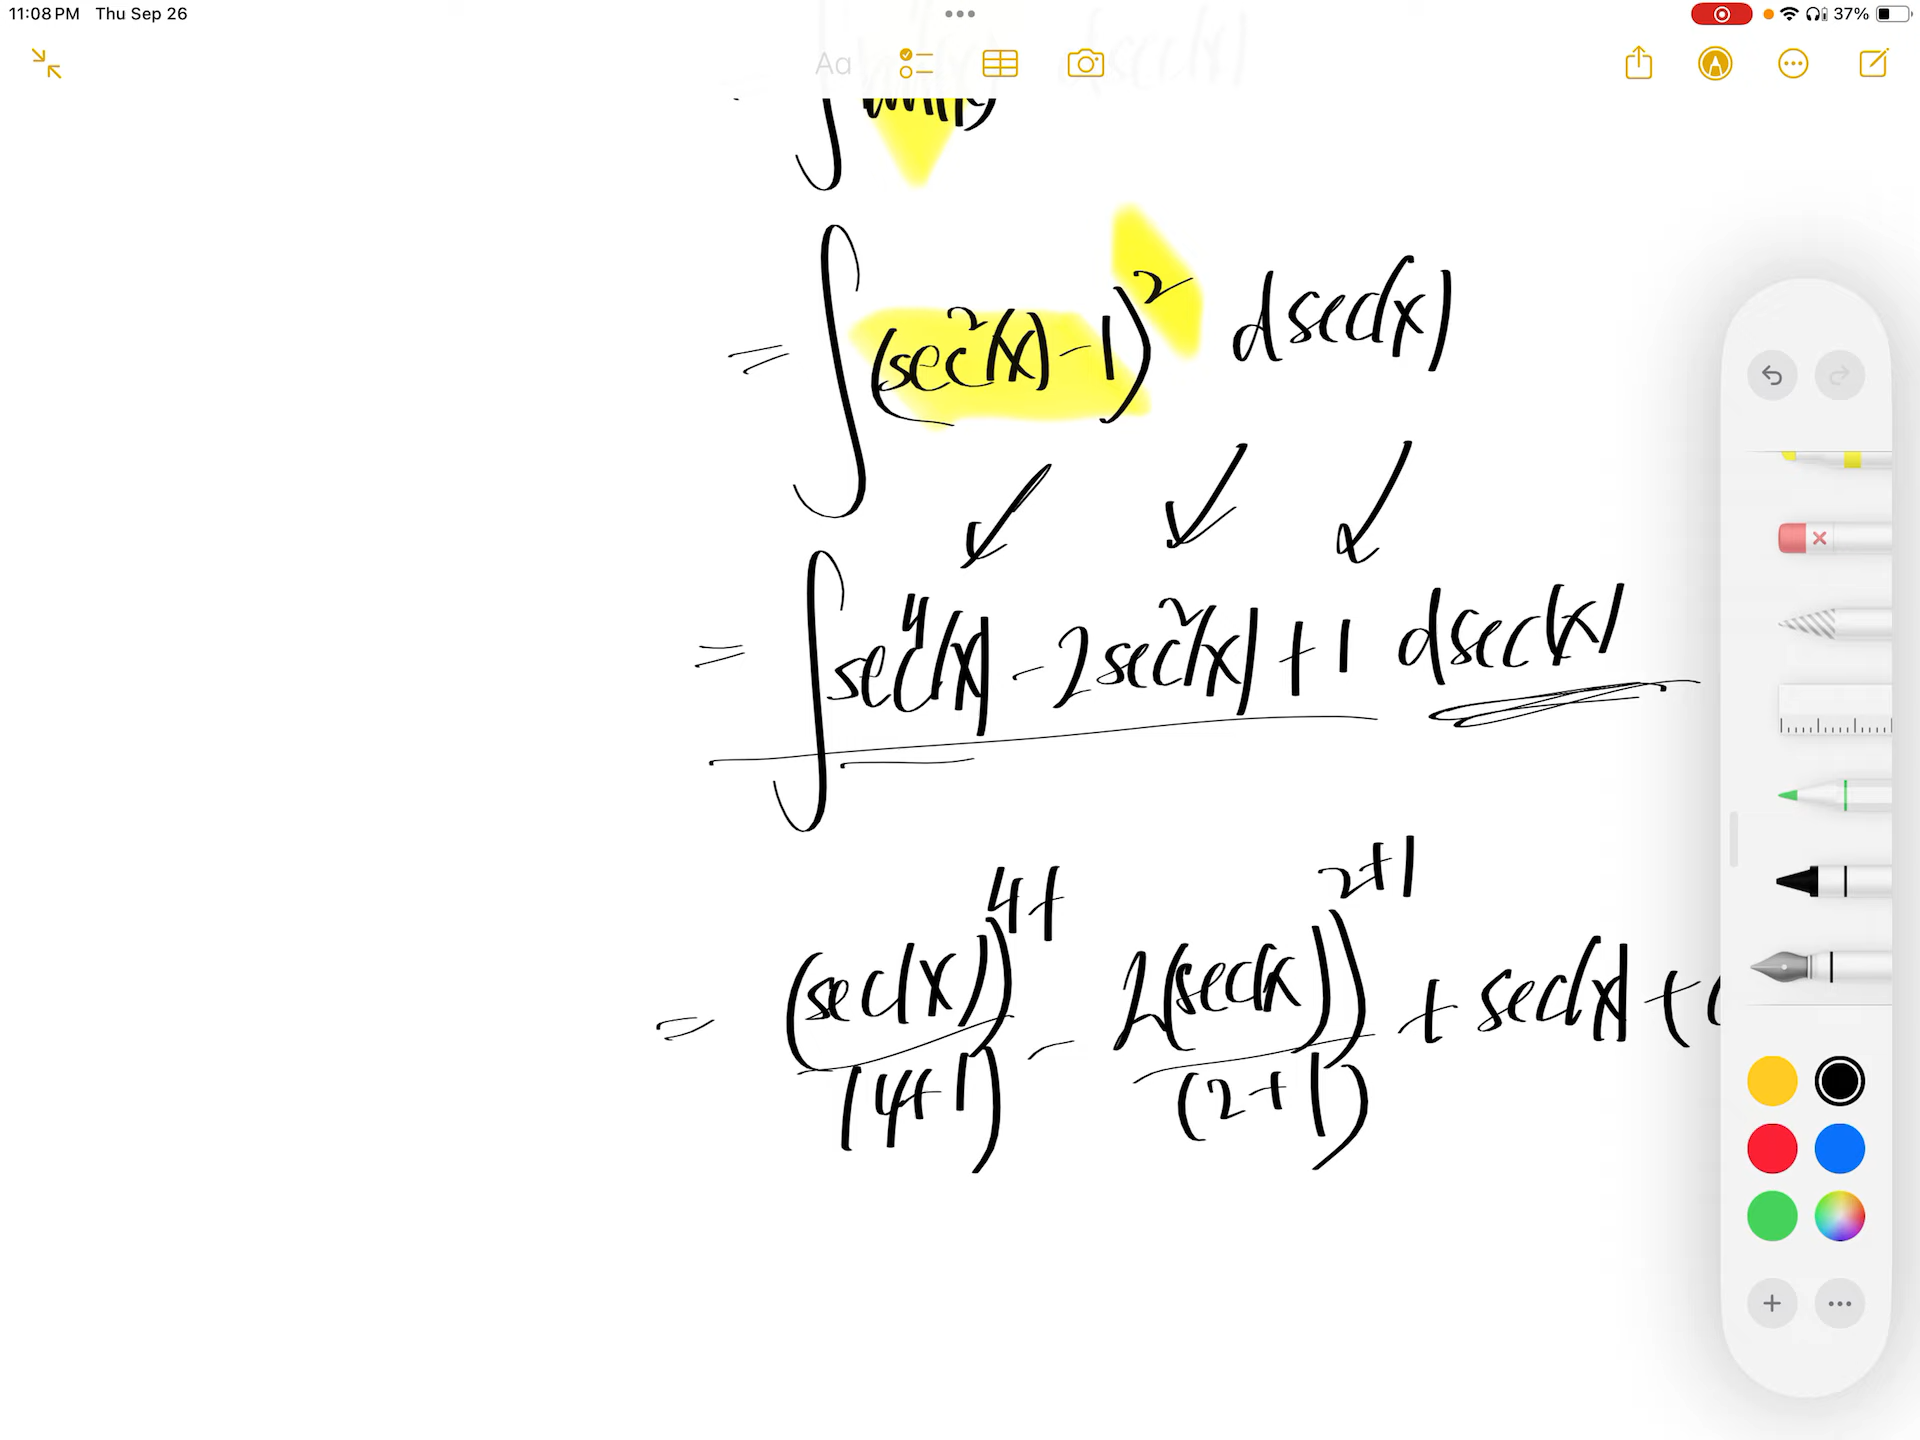 11:08 PM Thu Sep 26 37%
Aa
= ∫ (sec²(x) - 1)² dsec(x)
= ∫ sec⁴(x) - 2sec²(x) + 1 dsec(x)
= (sec(x))^4+ / (4+1) - 2(sec(x))^2+1 / (2+1) + sec(x) + (